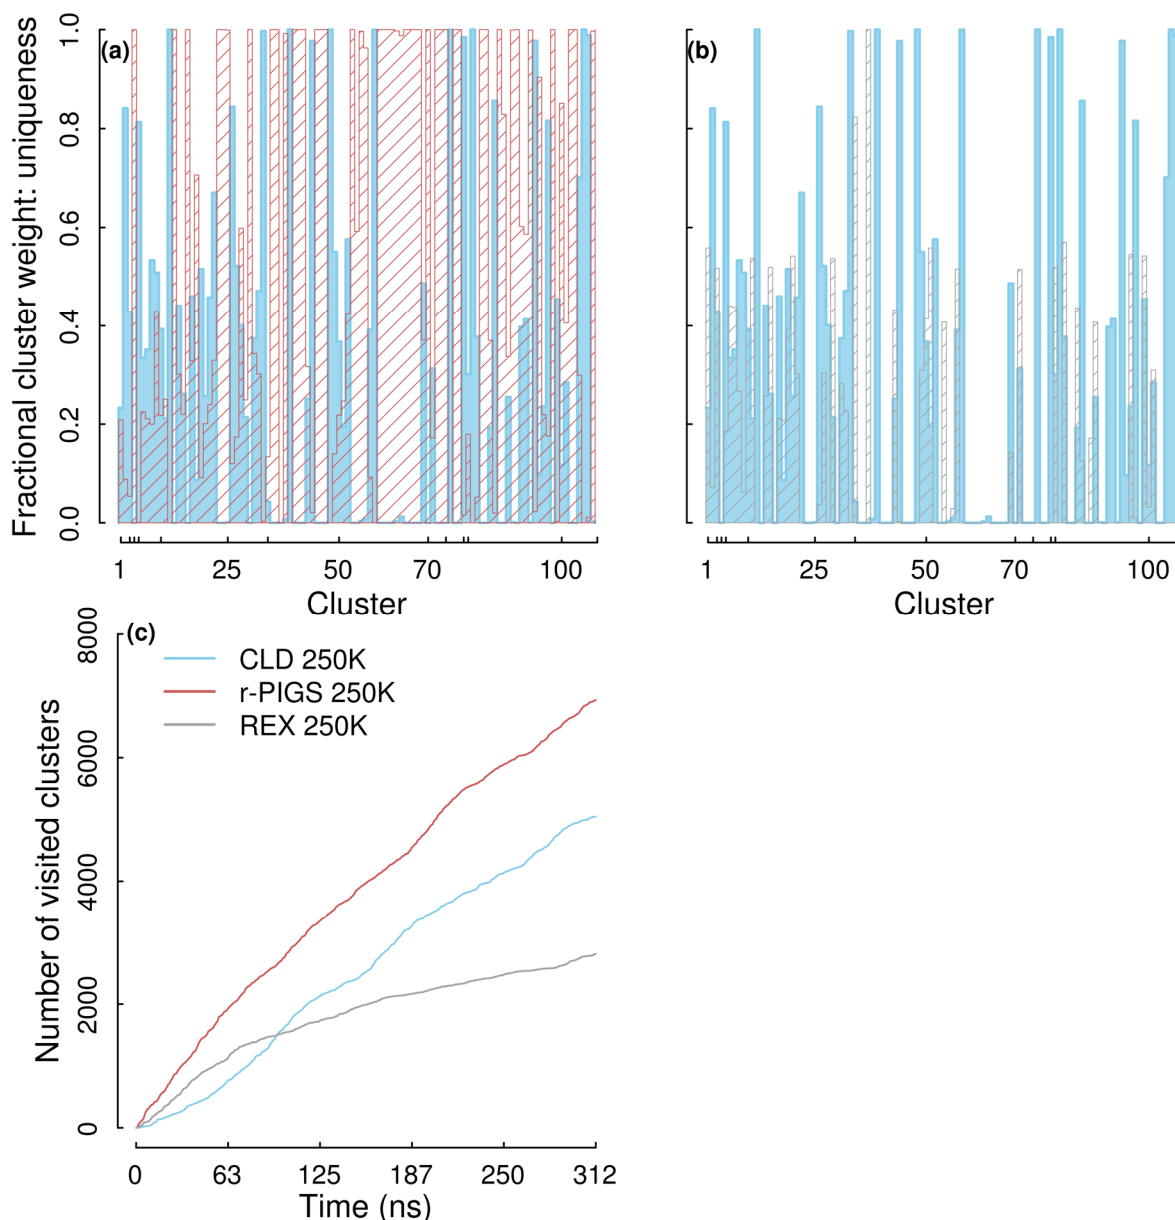 (a)
Fractional cluster weight: uniqueness
1.0
0.8
0.6
0.4
0.2
0.0
1 25 50 70 100
Cluster
(b)
1 25 50 70 100
Cluster
(c)
Number of visited clusters
8000
6000
4000
2000
0
CLD 250K
r-PIGS 250K
REX 250K
0 63 125 187 250 312
Time (ns)